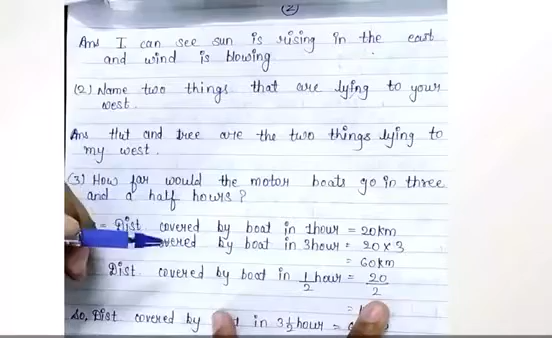 (2)
Ans I can see sun is rising in the east
and wind is blowing
(2) Name two things that are lying to your
west.
Ans Hut and tree are the two things lying to
my west.
(3) How far would the motor boats go in three
and a half hours?
= Dist covered by boat in 1 hour = 20km
by boat in 3 hour = 20 x 3
= 60km
Dist covered by boat in 1/2 hour = 20/2
=
So, Dist covered by in 3 1/2 hour =